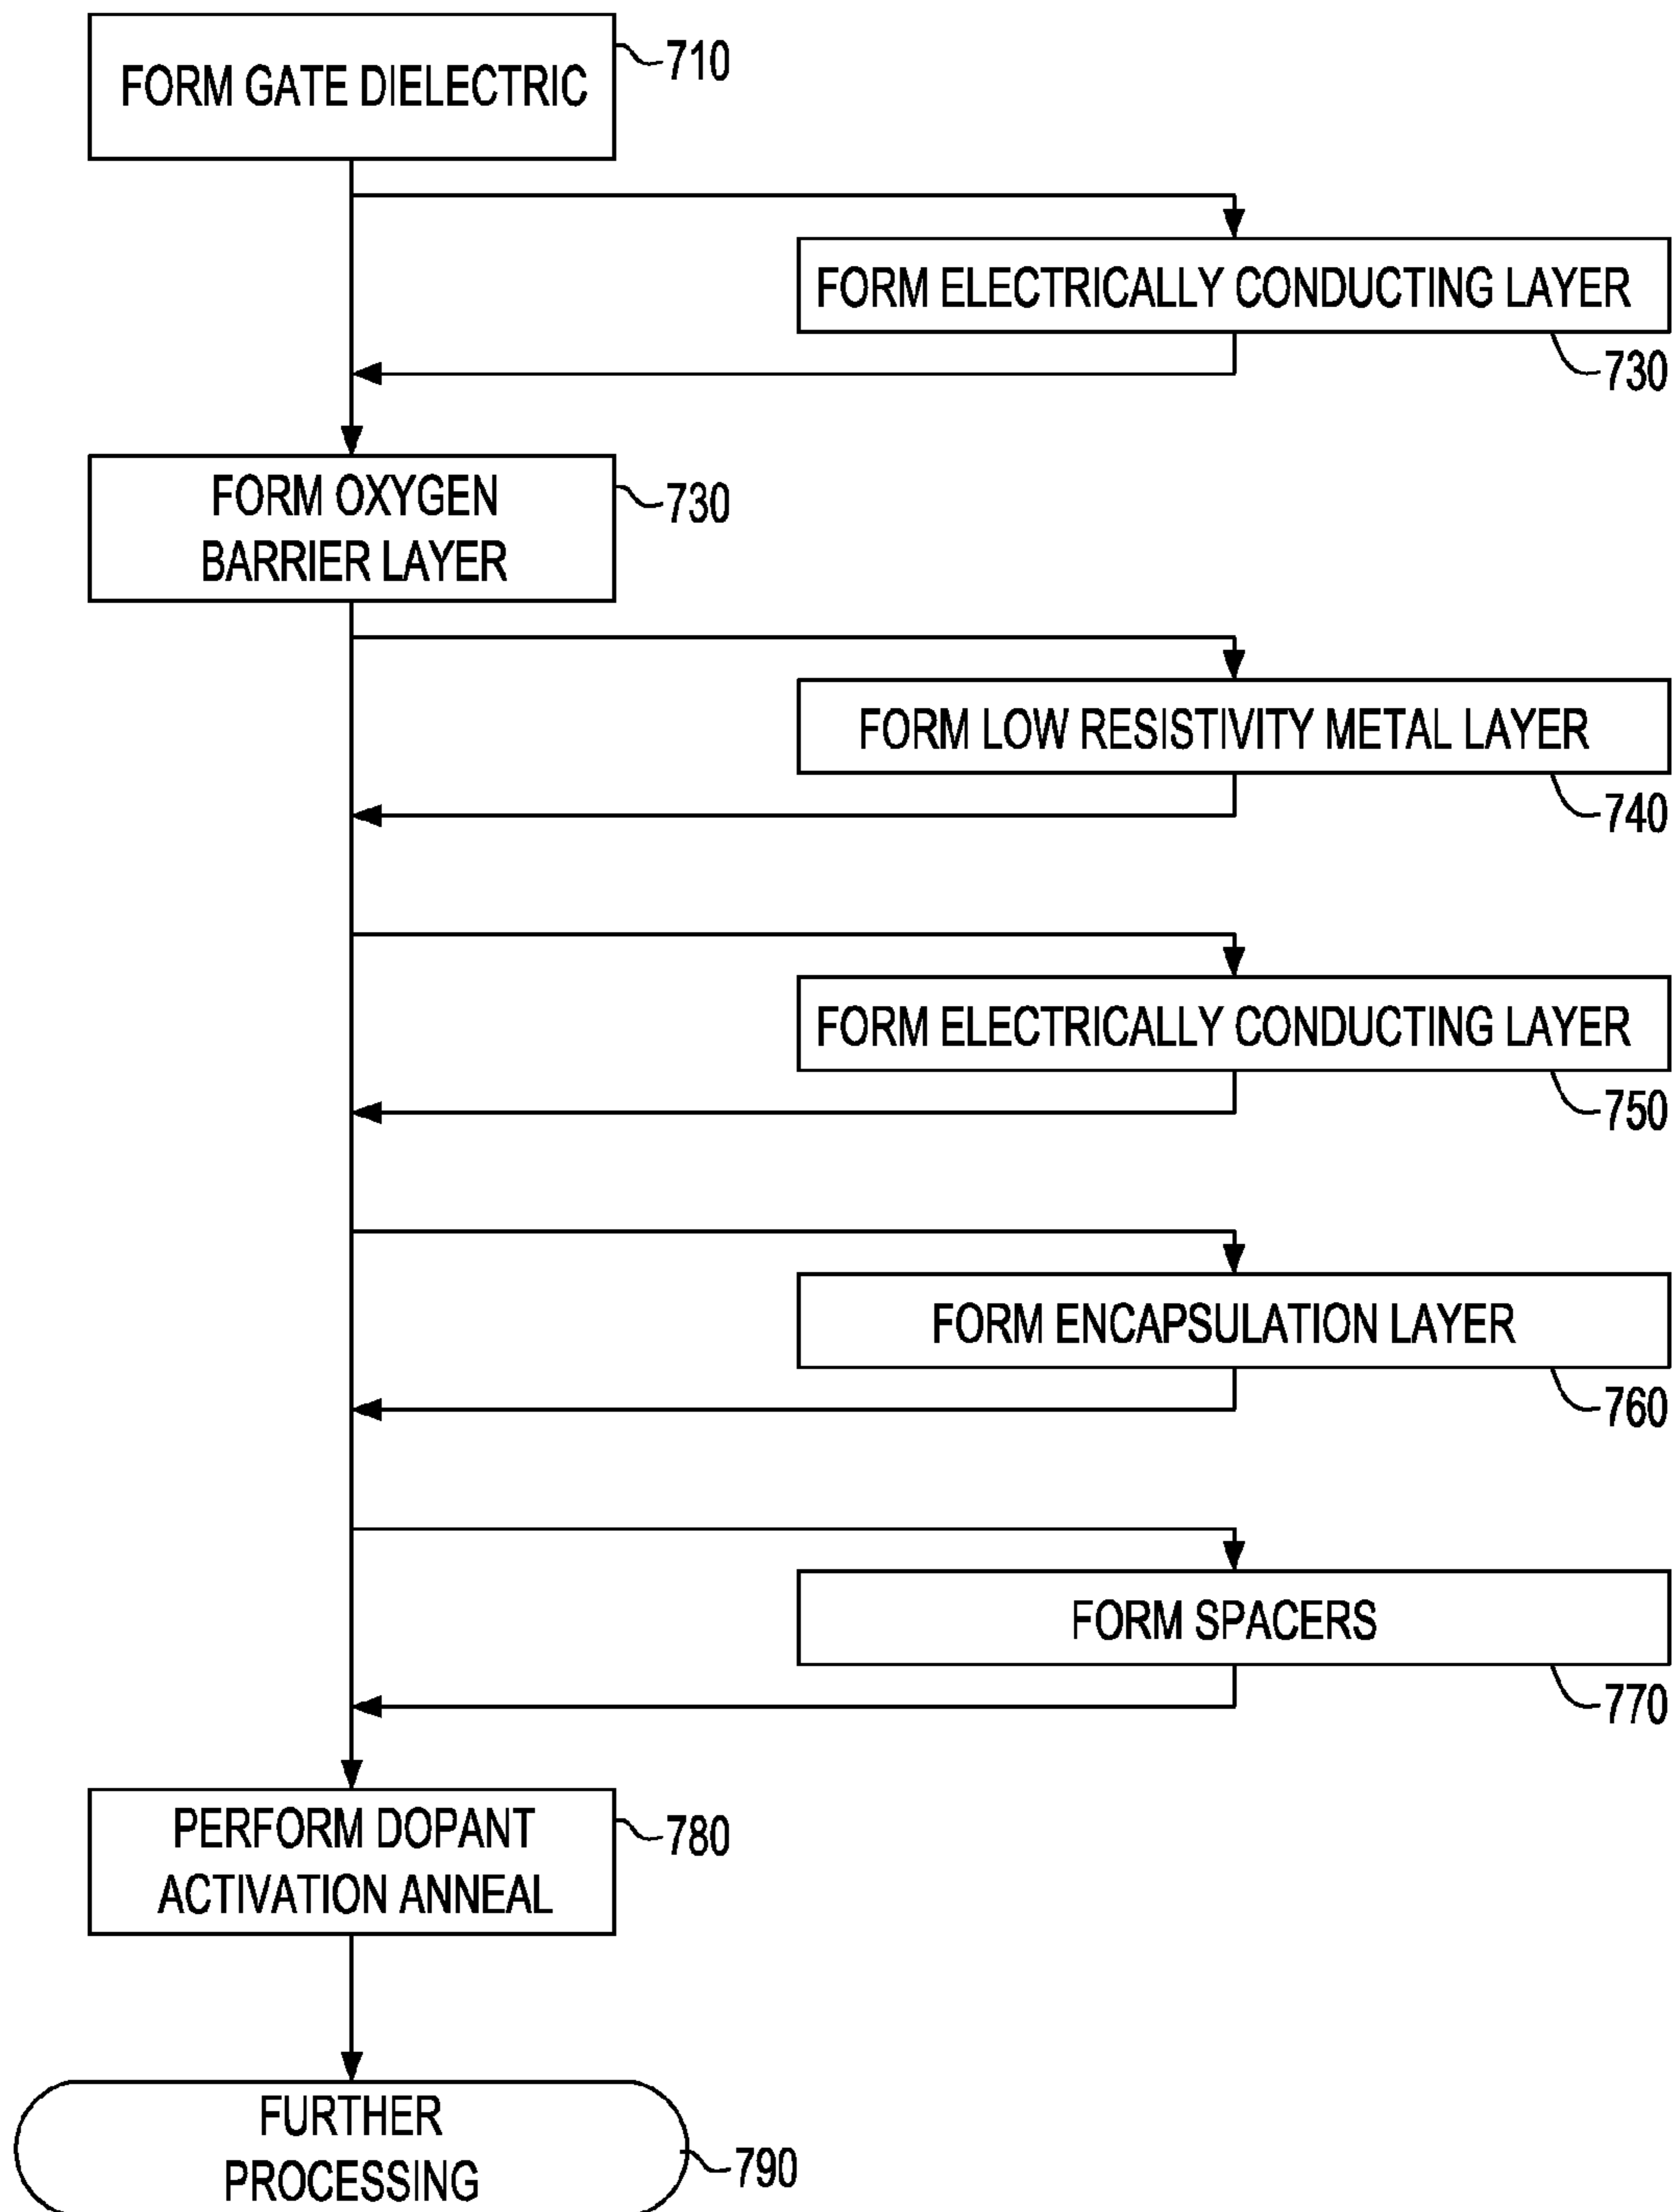 FORM GATE DIELECTRIC
710
FORM ELECTRICALLY CONDUCTING LAYER
730
FORM OXYGEN
BARRIER LAYER
730
FORM LOW RESISTIVITY METAL LAYER
740
FORM ELECTRICALLY CONDUCTING LAYER
750
FORM ENCAPSULATION LAYER
760
FORM SPACERS
770
PERFORM DOPANT
ACTIVATION ANNEAL
780
FURTHER
PROCESSING
790